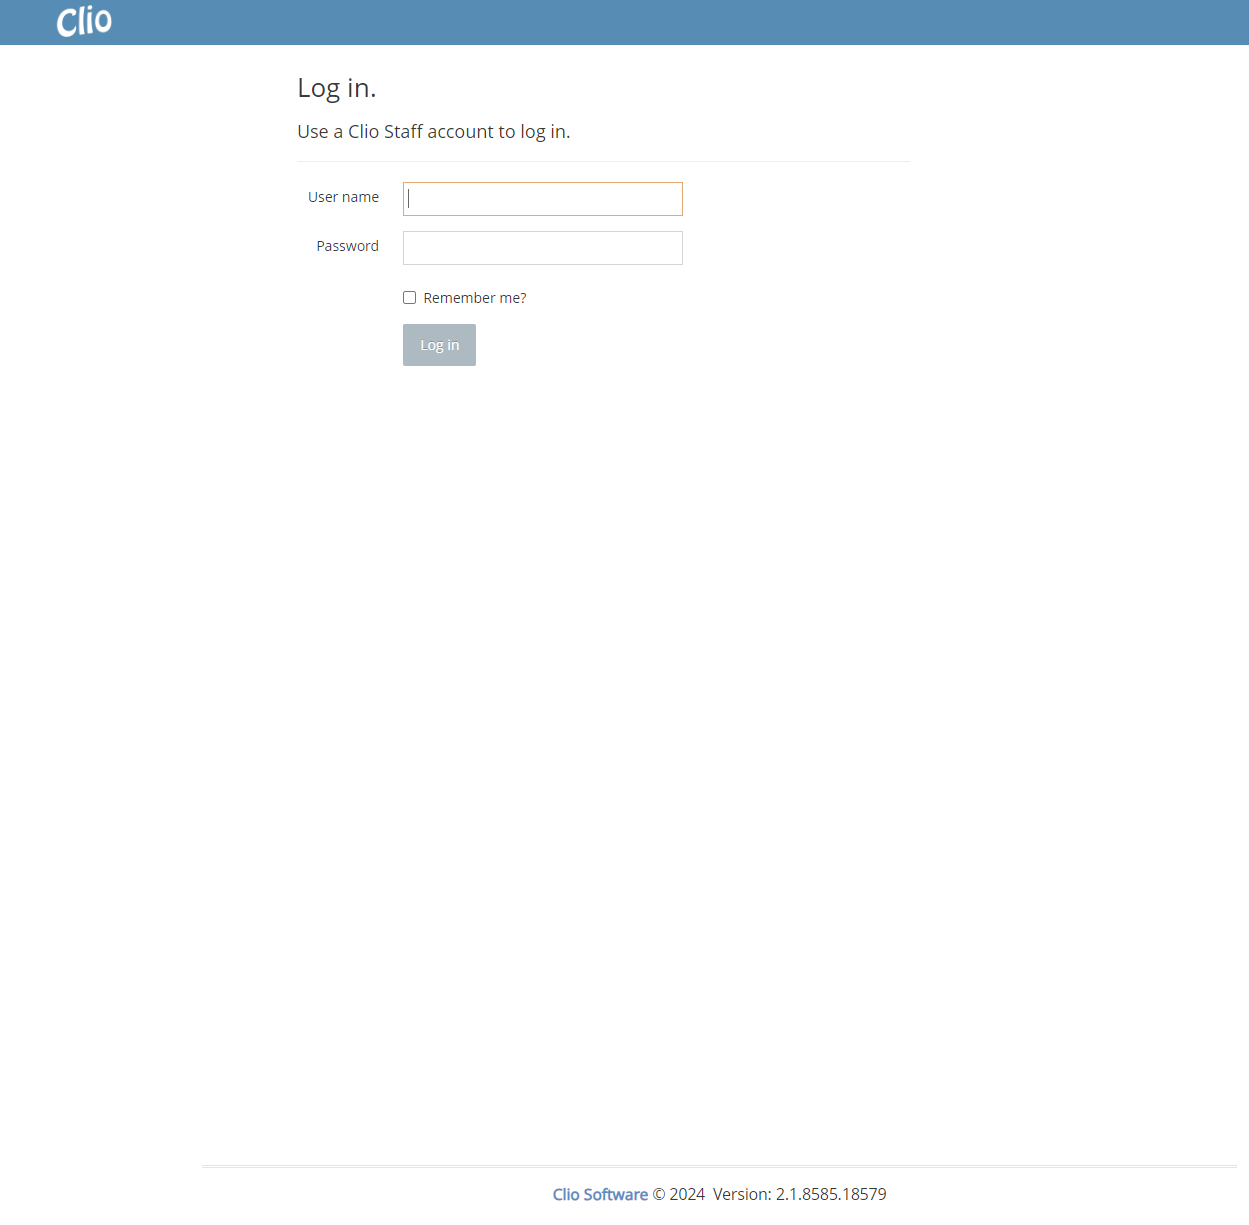 Clio
Log in.
Use a Clio Staff account to log in.
User name
Password
Remember me?
Log in
Clio Software © 2024 Version: 2.1.8585.18579